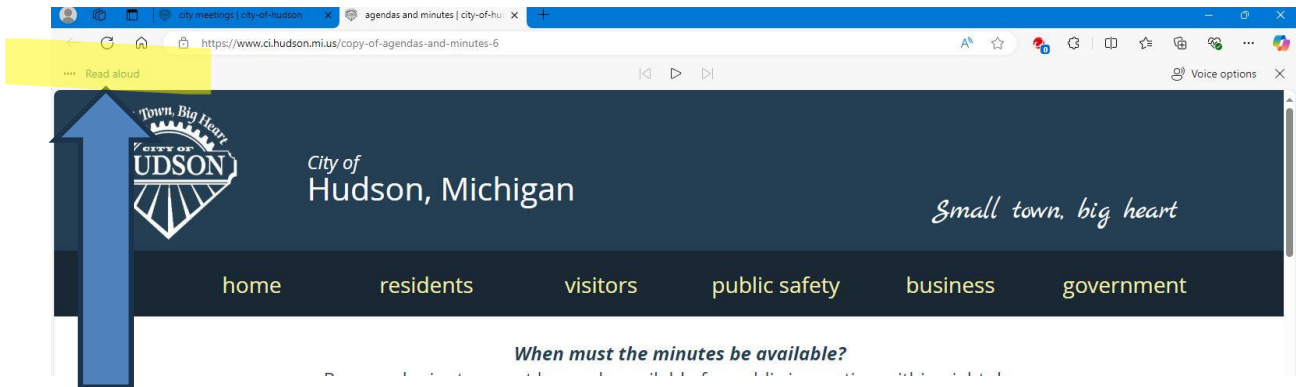 city meetings | city-of-hudson
agendas and minutes | city-of-hu
https://www.ci.hudson.mi.us/copy-of-agendas-and-minutes-6
Read aloud
Voice options
Town, Big Heart
CITY OF
UDSON
City of
Hudson, Michigan
Small town, big heart
home residents visitors public safety business government
When must the minutes be available?